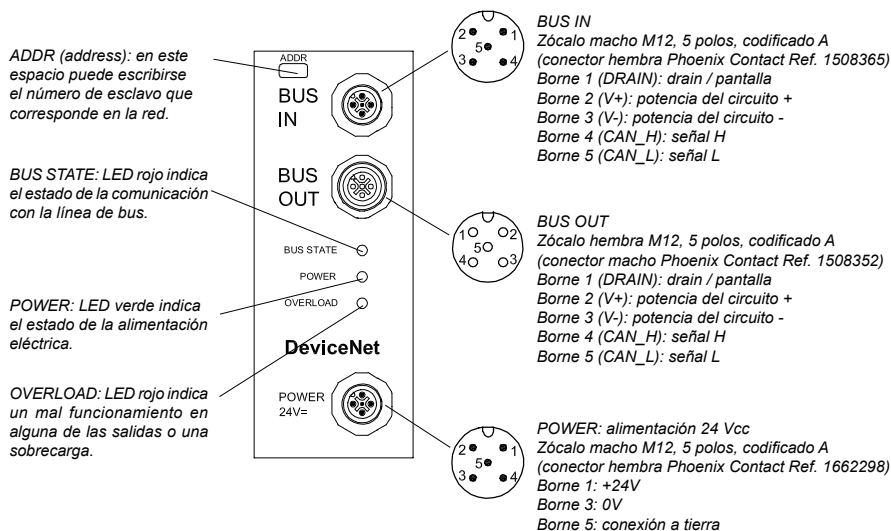 ADDR (address): en este
espacio puede escribirse
el número de esclavo que
corresponde en la red.
BUS STATE: LED rojo indica
el estado de la comunicación
con la línea de bus.
POWER: LED verde indica
el estado de la alimentación
eléctrica.
OVERLOAD: LED rojo indica
un mal funcionamiento en
alguna de las salidas o una
sobrecarga.
ADDR
BUS
IN
BUS
OUT
BUS STATE
POWER
OVERLOAD
DeviceNet
POWER
24V=
2 1
5
3 4
BUS IN
Zócalo macho M12, 5 polos, codificado A
(conector hembra Phoenix Contact Ref. 1508365)
Borne 1 (DRAIN): drain / pantalla
Borne 2 (V+): potencia del circuito +
Borne 3 (V-): potencia del circuito -
Borne 4 (CAN_H): señal H
Borne 5 (CAN_L): señal L
1 2
5
4 3
BUS OUT
Zócalo hembra M12, 5 polos, codificado A
(conector macho Phoenix Contact Ref. 1508352)
Borne 1 (DRAIN): drain / pantalla
Borne 2 (V+): potencia del circuito +
Borne 3 (V-): potencia del circuito -
Borne 4 (CAN_H): señal H
Borne 5 (CAN_L): señal L
2 1
5
3 4
POWER: alimentación 24 Vcc
Zócalo macho M12, 5 polos, codificado A
(conector hembra Phoenix Contact Ref. 1662298)
Borne 1: +24V
Borne 3: 0V
Borne 5: conexión a tierra